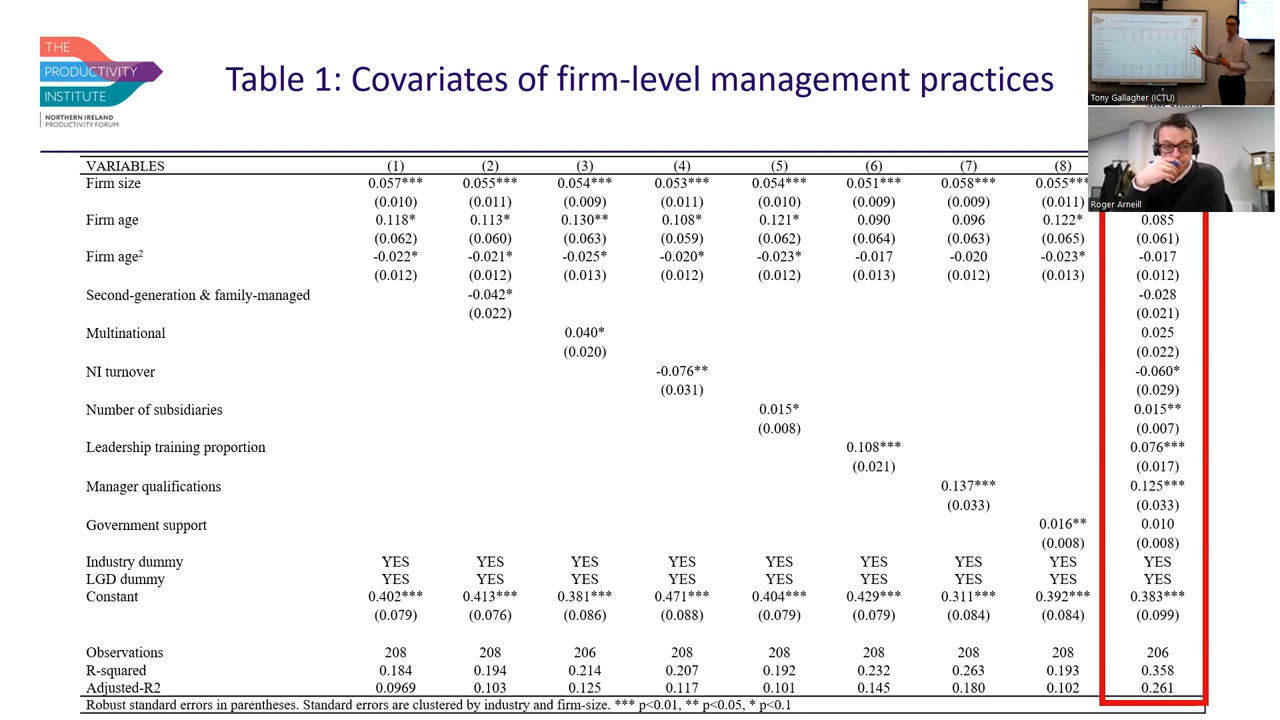 THE
PRODUCTIVITY
INSTITUTE
NORTHERN IRELAND
PRODUCTIVITY FORUM
Table 1: Covariates of firm-level management practices
Tony Gallagher (ICTU)
Roger Arneill
VARIABLES (1) (2) (3) (4) (5) (6) (7) (8)
Firm size 0.057*** 0.055*** 0.054*** 0.053*** 0.054*** 0.051*** 0.058*** 0.055***
(0.010) (0.011) (0.009) (0.011) (0.010) (0.009) (0.009) (0.011)
Firm age 0.118* 0.113* 0.130** 0.108* 0.121* 0.090 0.096 0.122* 0.085
(0.062) (0.060) (0.063) (0.059) (0.062) (0.064) (0.063) (0.065) (0.061)
Firm age² -0.022* -0.021* -0.025* -0.020* -0.023* -0.017 -0.020 -0.023* -0.017
(0.012) (0.012) (0.013) (0.012) (0.012) (0.013) (0.012) (0.013) (0.012)
Second-generation & family-managed -0.042* -0.028
(0.022) (0.021)
Multinational 0.040* 0.025
(0.020) (0.022)
NI turnover -0.076** -0.060*
(0.031) (0.029)
Number of subsidiaries 0.015* 0.015**
(0.008) (0.007)
Leadership training proportion 0.108*** 0.076***
(0.021) (0.017)
Manager qualifications 0.137*** 0.125***
(0.033) (0.033)
Government support 0.016** 0.010
(0.008) (0.008)
Industry dummy YES YES YES YES YES YES YES YES YES
LGD dummy YES YES YES YES YES YES YES YES YES
Constant 0.402*** 0.413*** 0.381*** 0.471*** 0.404*** 0.429*** 0.311*** 0.392*** 0.383***
(0.079) (0.076) (0.086) (0.088) (0.079) (0.079) (0.084) (0.084) (0.099)
Observations 208 208 206 208 208 208 208 208 206
R-squared 0.184 0.194 0.214 0.207 0.192 0.232 0.263 0.193 0.358
Adjusted-R2 0.0969 0.103 0.125 0.117 0.101 0.145 0.180 0.102 0.261
Robust standard errors in parentheses. Standard errors are clustered by industry and firm-size. *** p<0.01, ** p<0.05, * p<0.1